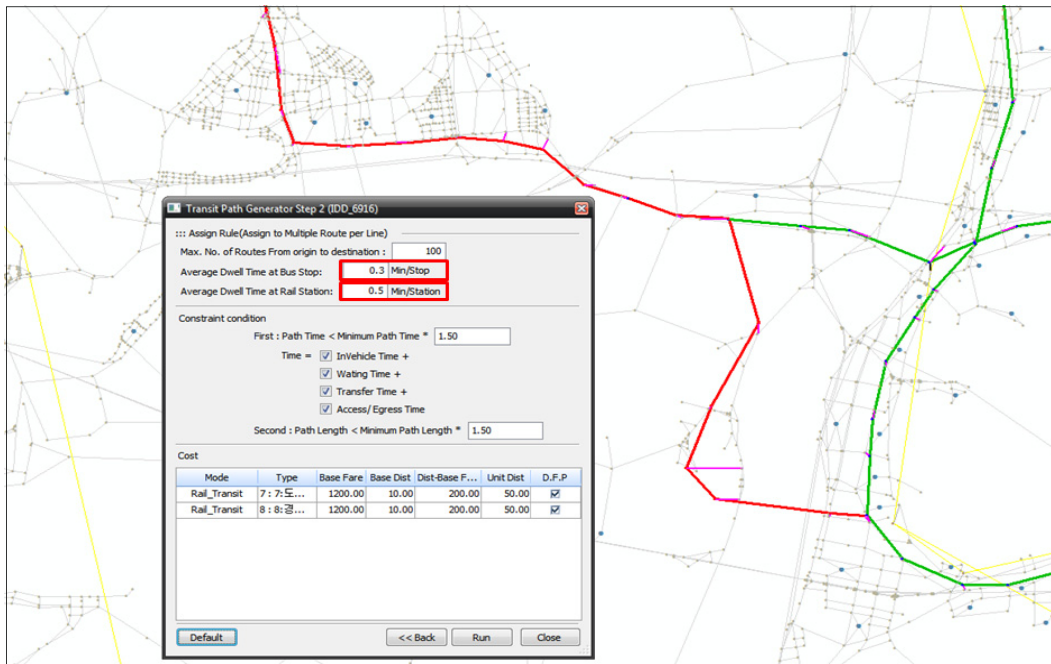 Transit Path Generator Step 2 (IDD_6916)
::: Assign Rule(Assign to Multiple Route per Line)
Max. No. of Routes From origin to destination : 100
Average Dwell Time at Bus Stop: 0.3 Min/Stop
Average Dwell Time at Rail Station: 0.5 Min/Station
Constraint condition
First : Path Time < Minimum Path Time * 1.50
Time = InVehicle Time +
Wating Time +
Transfer Time +
Access/ Egress Time
Second : Path Length < Minimum Path Length * 1.50
Cost
Mode Type Base Fare Base Dist Dist-Base F... Unit Dist D.F.P
Rail_Transit 7 : 7:도... 1200.00 10.00 200.00 50.00
Rail_Transit 8 : 8:경... 1200.00 10.00 200.00 50.00
Default << Back Run Close